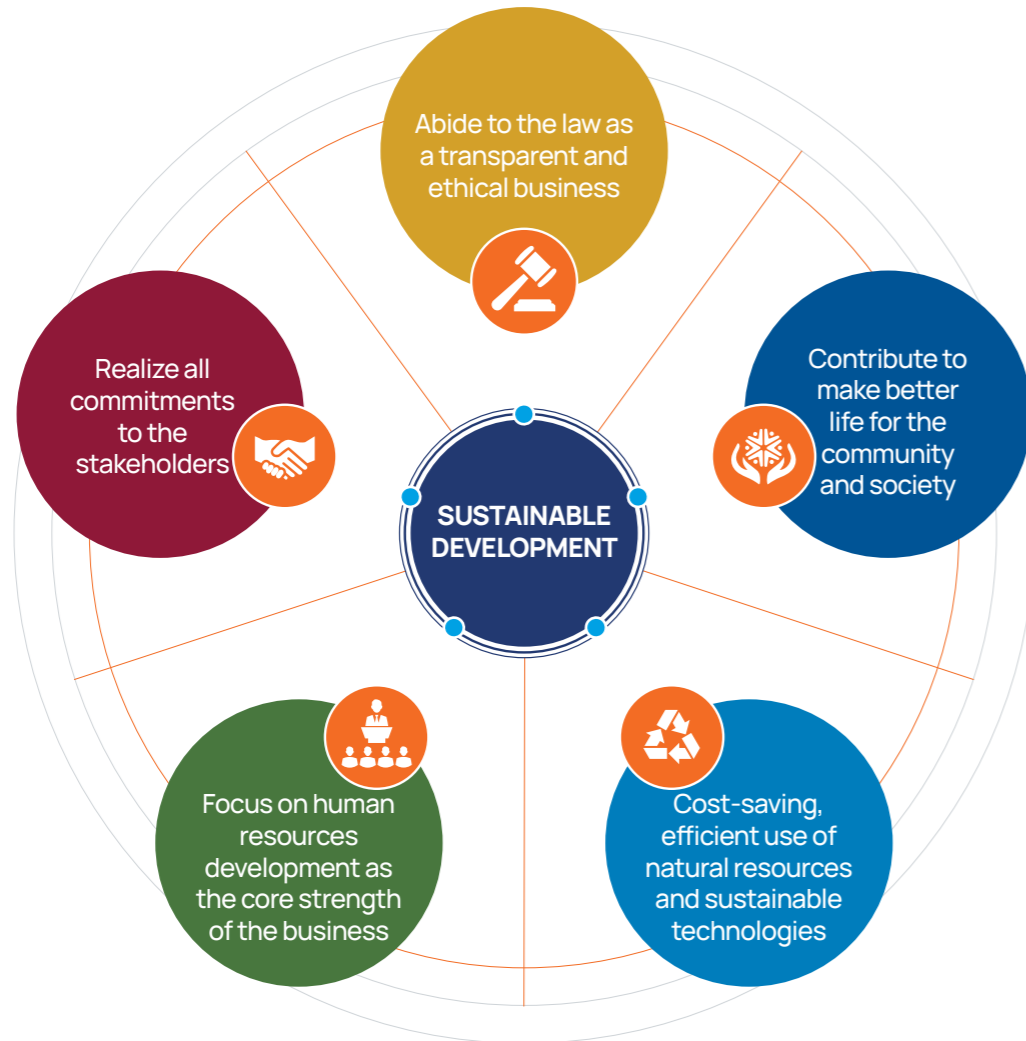 Abide to the law as
a transparent and
ethical business
Realize all
commitments
to the
stakeholders
Contribute to
make better
life for the
community
and society
SUSTAINABLE
DEVELOPMENT
Focus on human
resources
development as
the core strength
of the business
Cost-saving,
efficient use of
natural resources
and sustainable
technologies